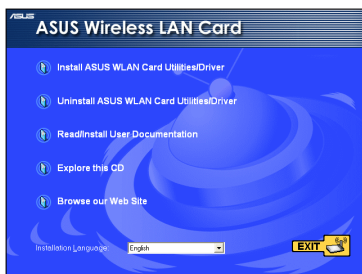 ASUS
ASUS Wireless LAN Card
Install ASUS WLAN Card Utilities/Driver
Uninstall ASUS WLAN Card Utilities/Driver
Read/Install User Documentation
Explore this CD
Browse our Web Site
Installation Language: English
EXIT